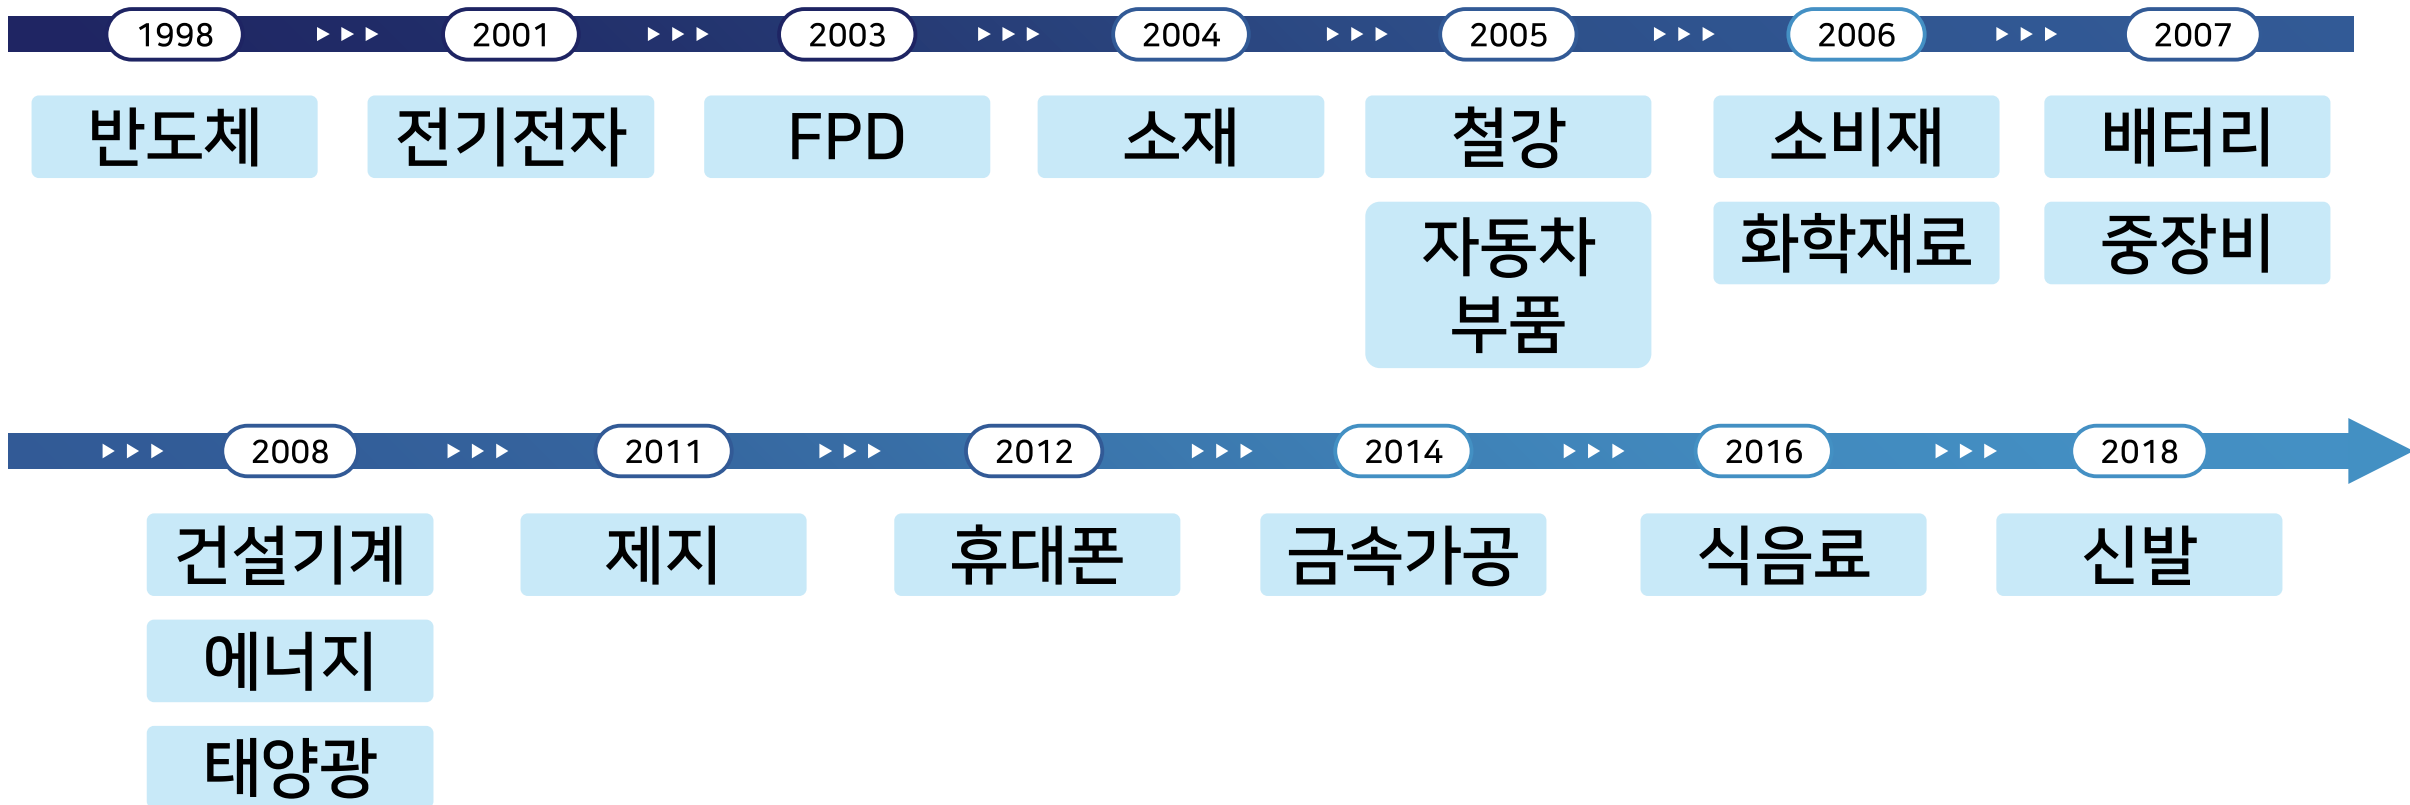 1998 2001 2003 2004 2005 2006 2007
반도체 전기전자 FPD 소재 철강 소비재 배터리
자동차 화학재료 중장비
부품
2008 2011 2012 2014 2016 2018
건설기계 제지 휴대폰 금속가공 식음료 신발
에너지
태양광